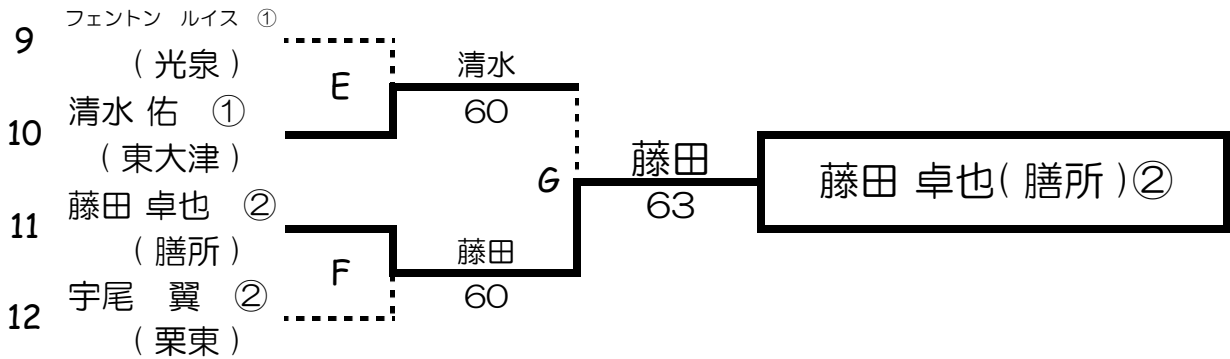 9 フェントン ルイス ①
(光泉)
E
清水
60
10 清水 佑 ①
(東大津)
G
藤田
63
藤田 卓也(膳所)②
11 藤田 卓也 ②
(膳所)
F
藤田
60
12 宇尾 翼 ②
(栗東)